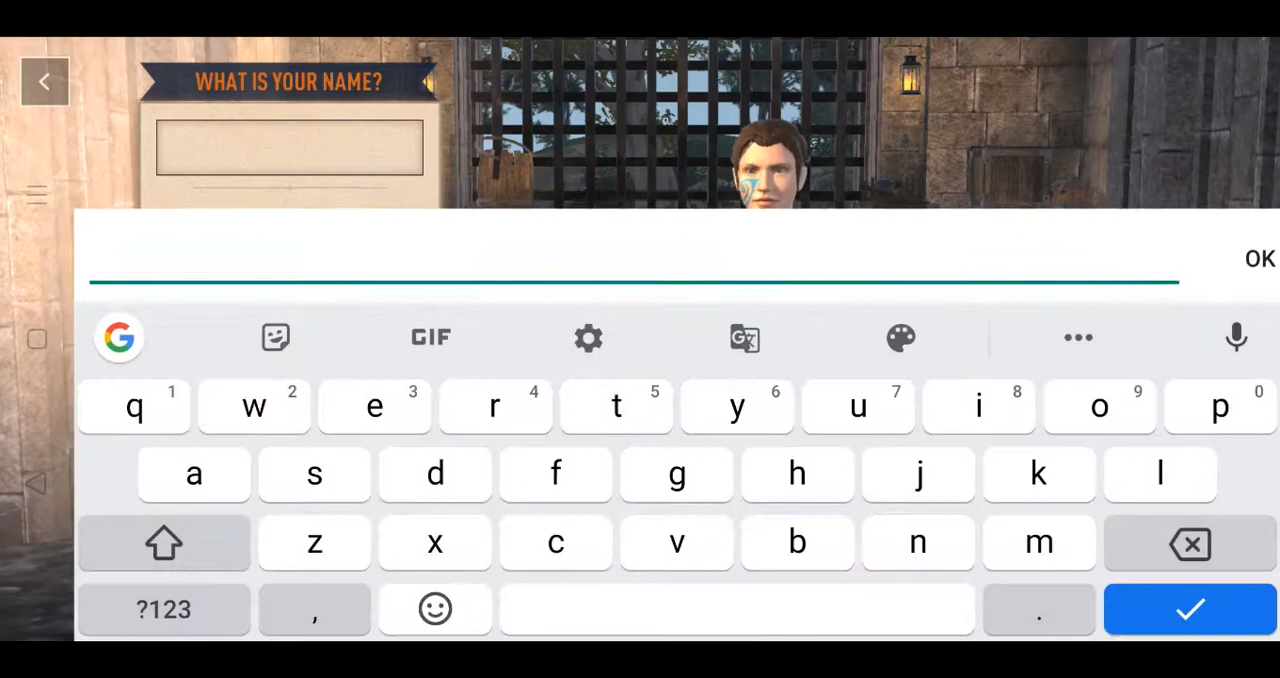 WHAT IS YOUR NAME?
OK
G GIF G
q 1 w 2 e 3 r 4 t 5 y 6 u 7 i 8 o 9 p 0
a s d f g h j k l
z x c v b n m
?123 , .